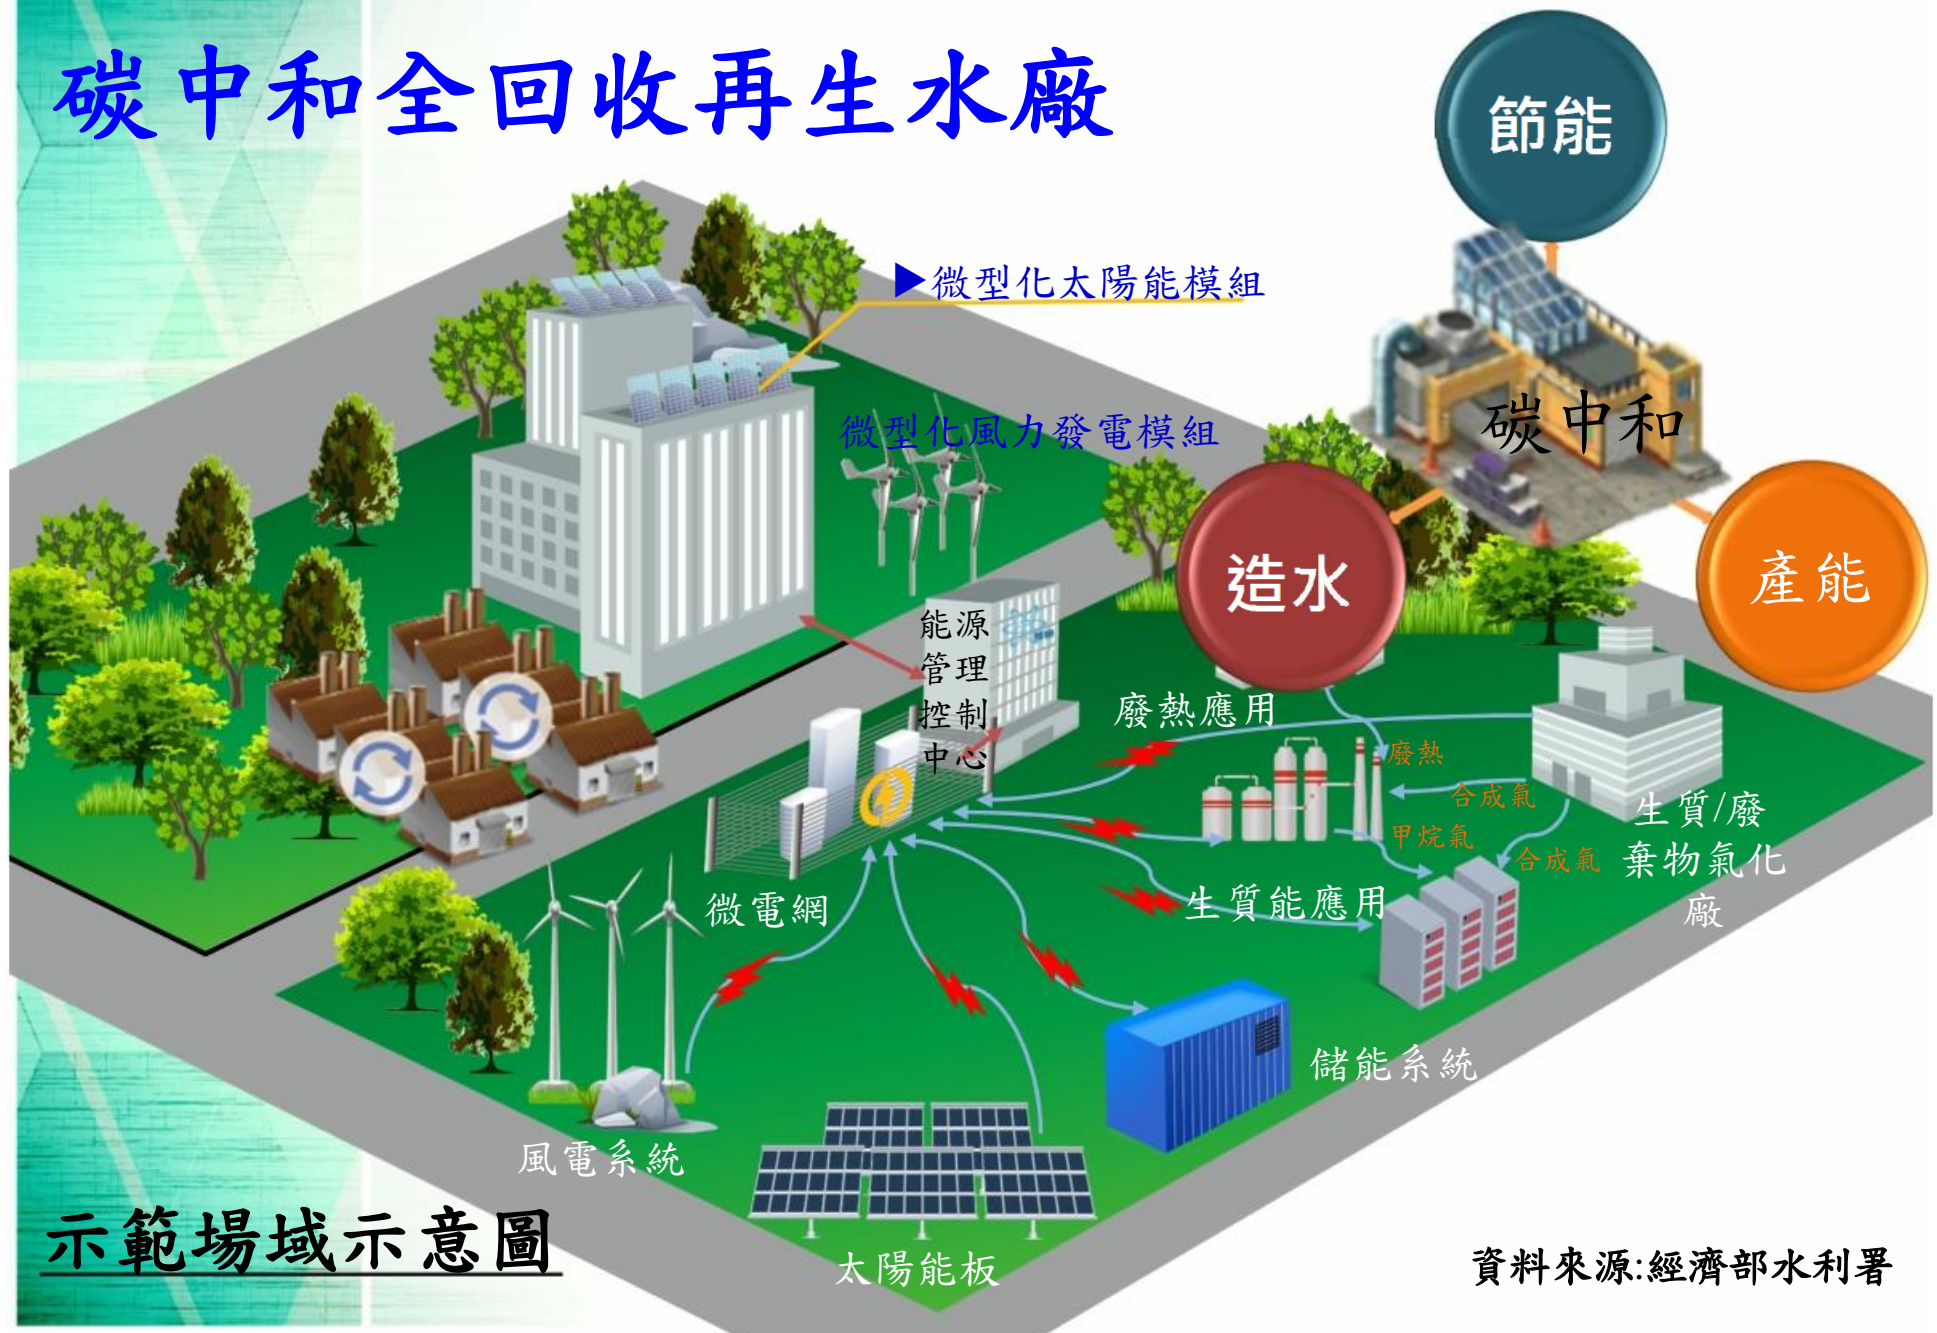 碳中和全回收再生水廠
節能
▶微型化太陽能模組
碳中和
微型化風力發電模組
造水
產能
能源
管理
控制
中心
廢熱應用
廢熱
合成氣
生質/廢
棄物氣化
廠
甲烷氣
合成氣
生質能應用
微電網
儲能系統
風電系統
太陽能板
示範場域示意圖
資料來源:經濟部水利署